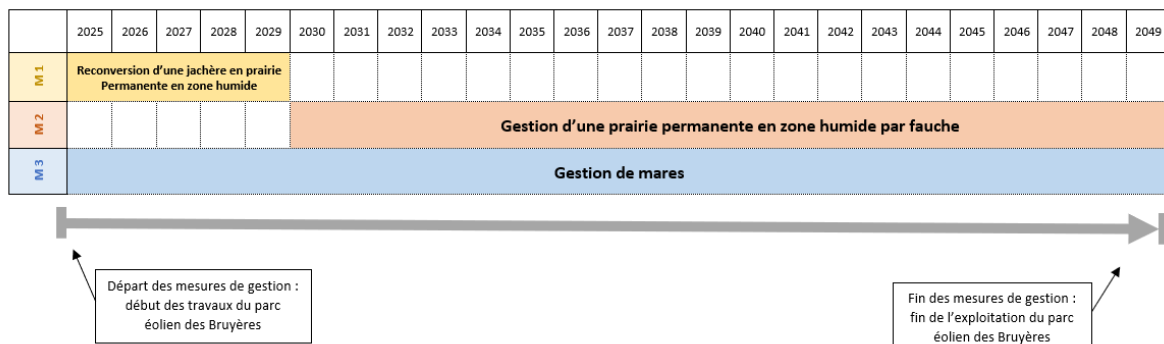 2025 2026 2027 2028 2029 2030 2031 2032 2033 2034 2035 2036 2037 2038 2039 2040 2041 2042 2043 2044 2045 2046 2047 2048 2049
M 1
Reconversion d’une jachère en prairie
Permanente en zone humide
M 2
Gestion d’une prairie permanente en zone humide par fauche
M 3
Gestion de mares
Départ des mesures de gestion :
début des travaux du parc
éolien des Bruyères
Fin des mesures de gestion :
fin de l’exploitation du parc
éolien des Bruyères